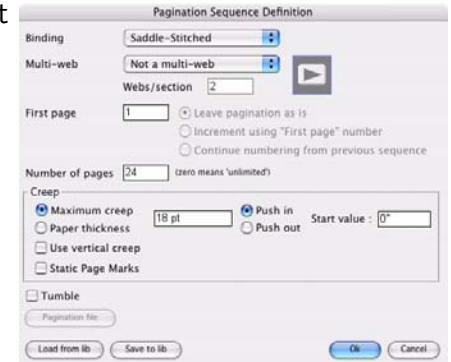 t
Pagination Sequence Definition
Binding Saddle-Stitched
Multi-web Not a multi-web
Webs/section 2
First page 1 Leave pagination as is
Increment using "First page" number
Continue numbering from previous sequence
Number of pages 24 (zero means 'unlimited')
Creep
Maximum creep 18 pt Push in Start value : 0"
Paper thickness Push out
Use vertical creep
Static Page Marks
Tumble
Pagination file
Load from lib Save to lib Ok Cancel